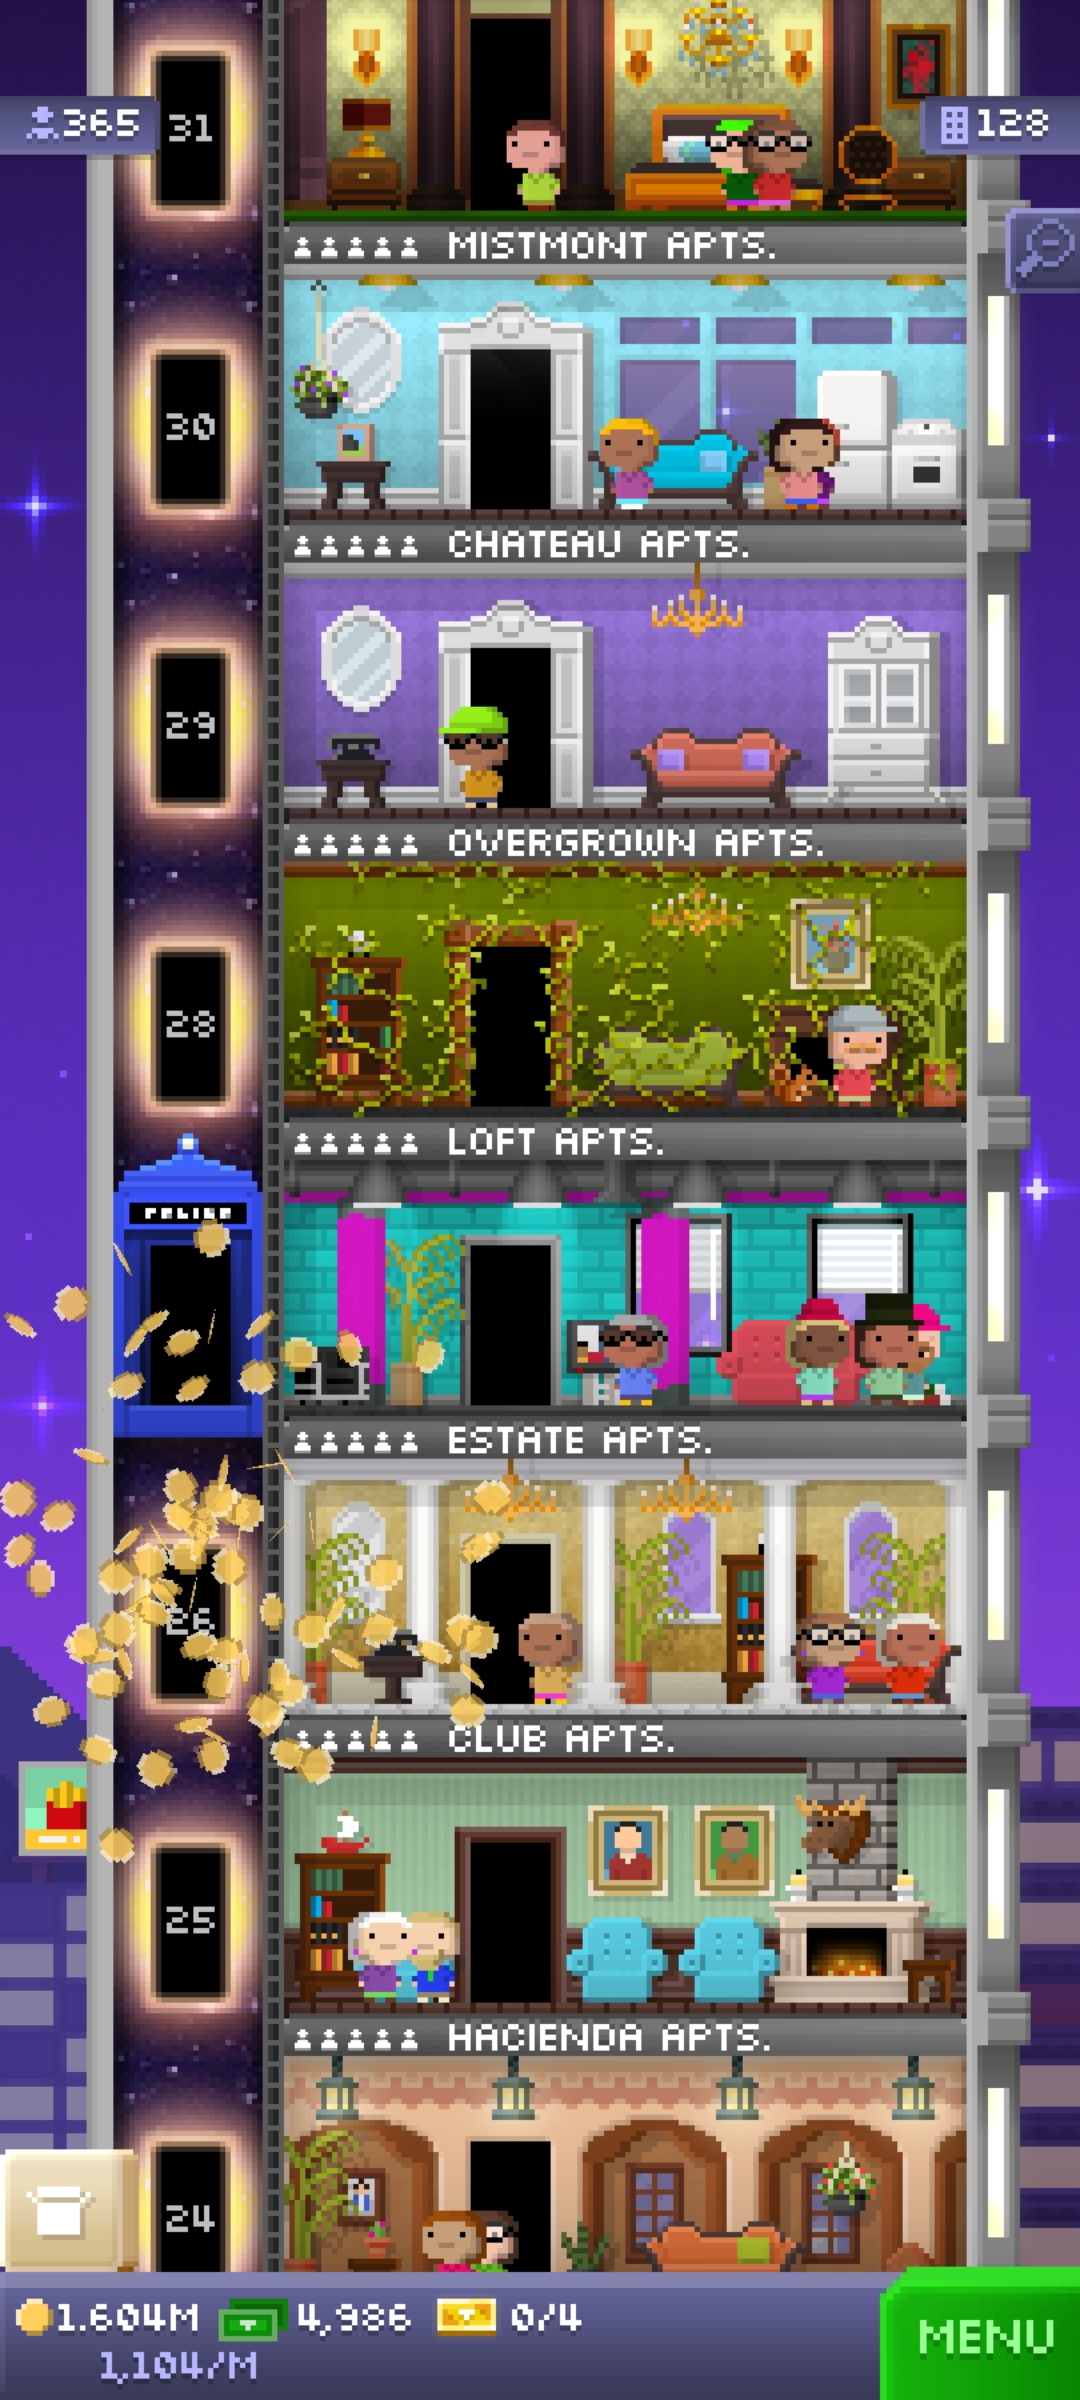 365
31
128
MISTMONT APTS.
30
CHATEAU APTS.
29
OVERGROWN APTS.
28
LOFT APTS.
POLICE
ESTATE APTS.
26
CLUB APTS.
25
HACIENDA APTS.
24
1.604M 4,986 0/4
MENU
1,104/M